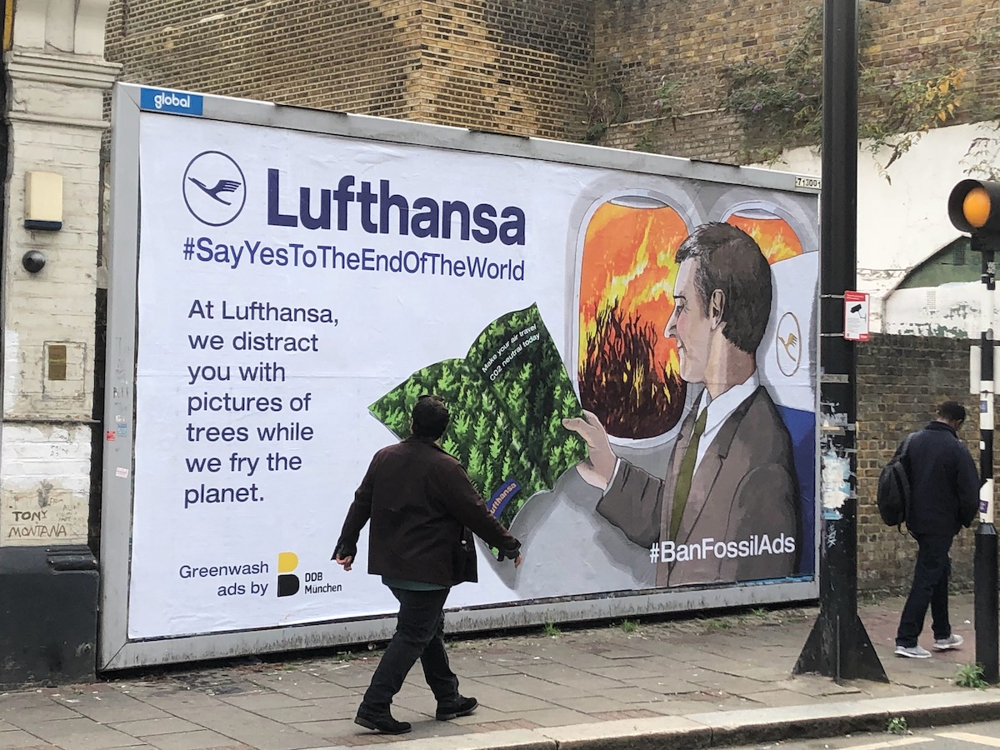 global
713001
Lufthansa
#SayYesToTheEndOfTheWorld
At Lufthansa,
we distract
you with
pictures of
trees while
we fry the
planet.
Make your air travel
CO2 neutral today
Lufthansa
#BanFossilAds
Greenwash
ads by
DDB
München
TONY
MONTANA